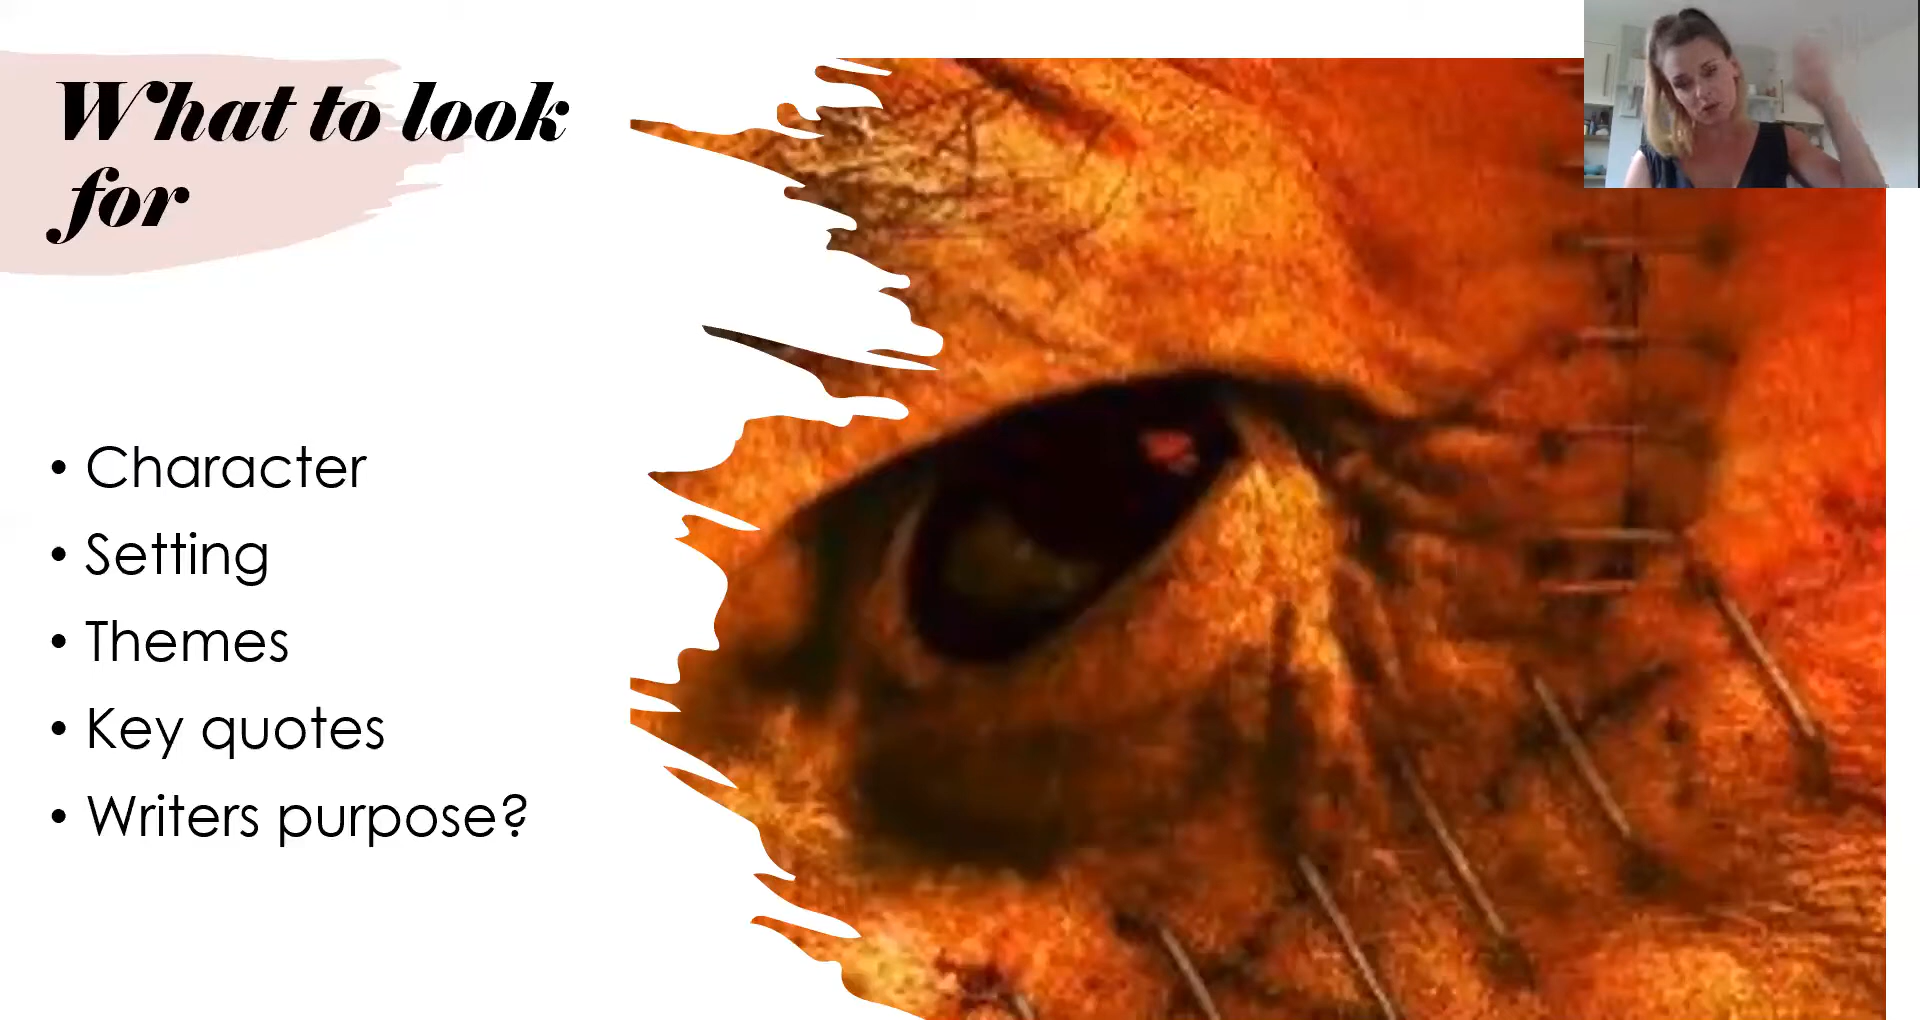 What to look
for
• Character
• Setting
• Themes
• Key quotes
• Writers purpose?